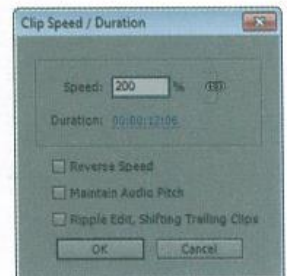 Clip Speed / Duration
Speed: 200 %
Duration: 00:00:12:06
Reverse Speed
Maintain Audio Pitch
Ripple Edit, Shifting Trailing Clips
OK Cancel